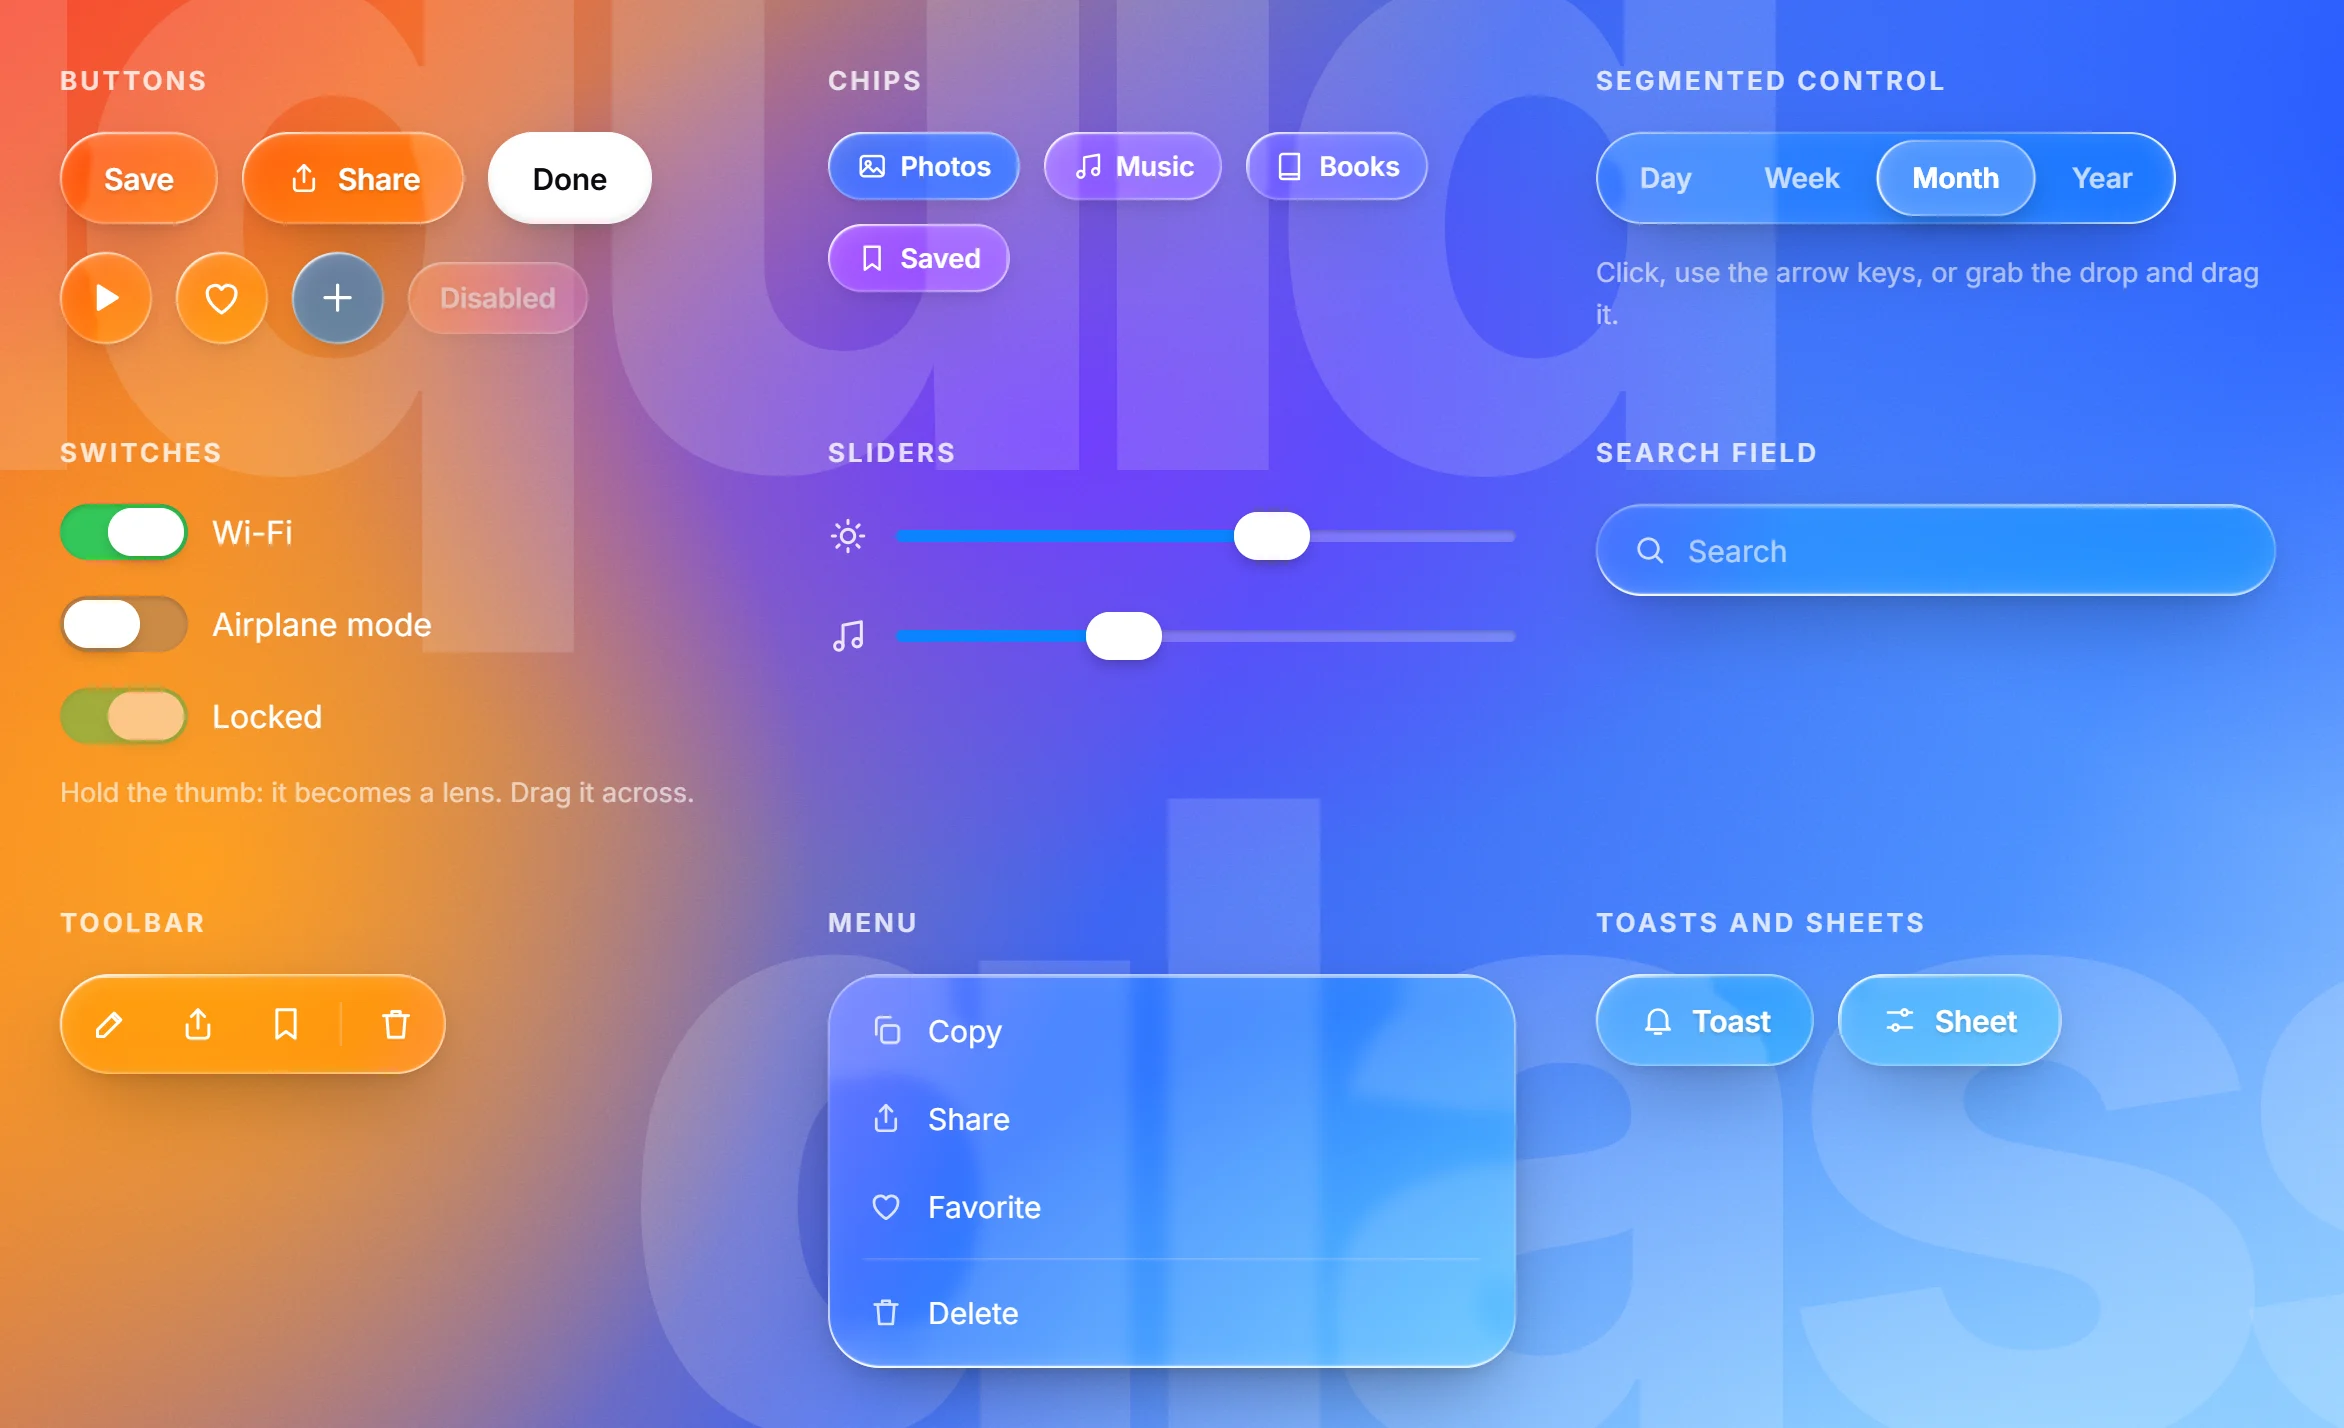 BUTTONS
Save
Share
Done
Disabled
CHIPS
Photos
Music
Books
Saved
SEGMENTED CONTROL
Day
Week
Month
Year
Click, use the arrow keys, or grab the drop and drag
it.
SWITCHES
Wi-Fi
Airplane mode
Locked
Hold the thumb: it becomes a lens. Drag it across.
SLIDERS
SEARCH FIELD
Search
TOOLBAR
MENU
Copy
Share
Favorite
Delete
TOASTS AND SHEETS
Toast
Sheet